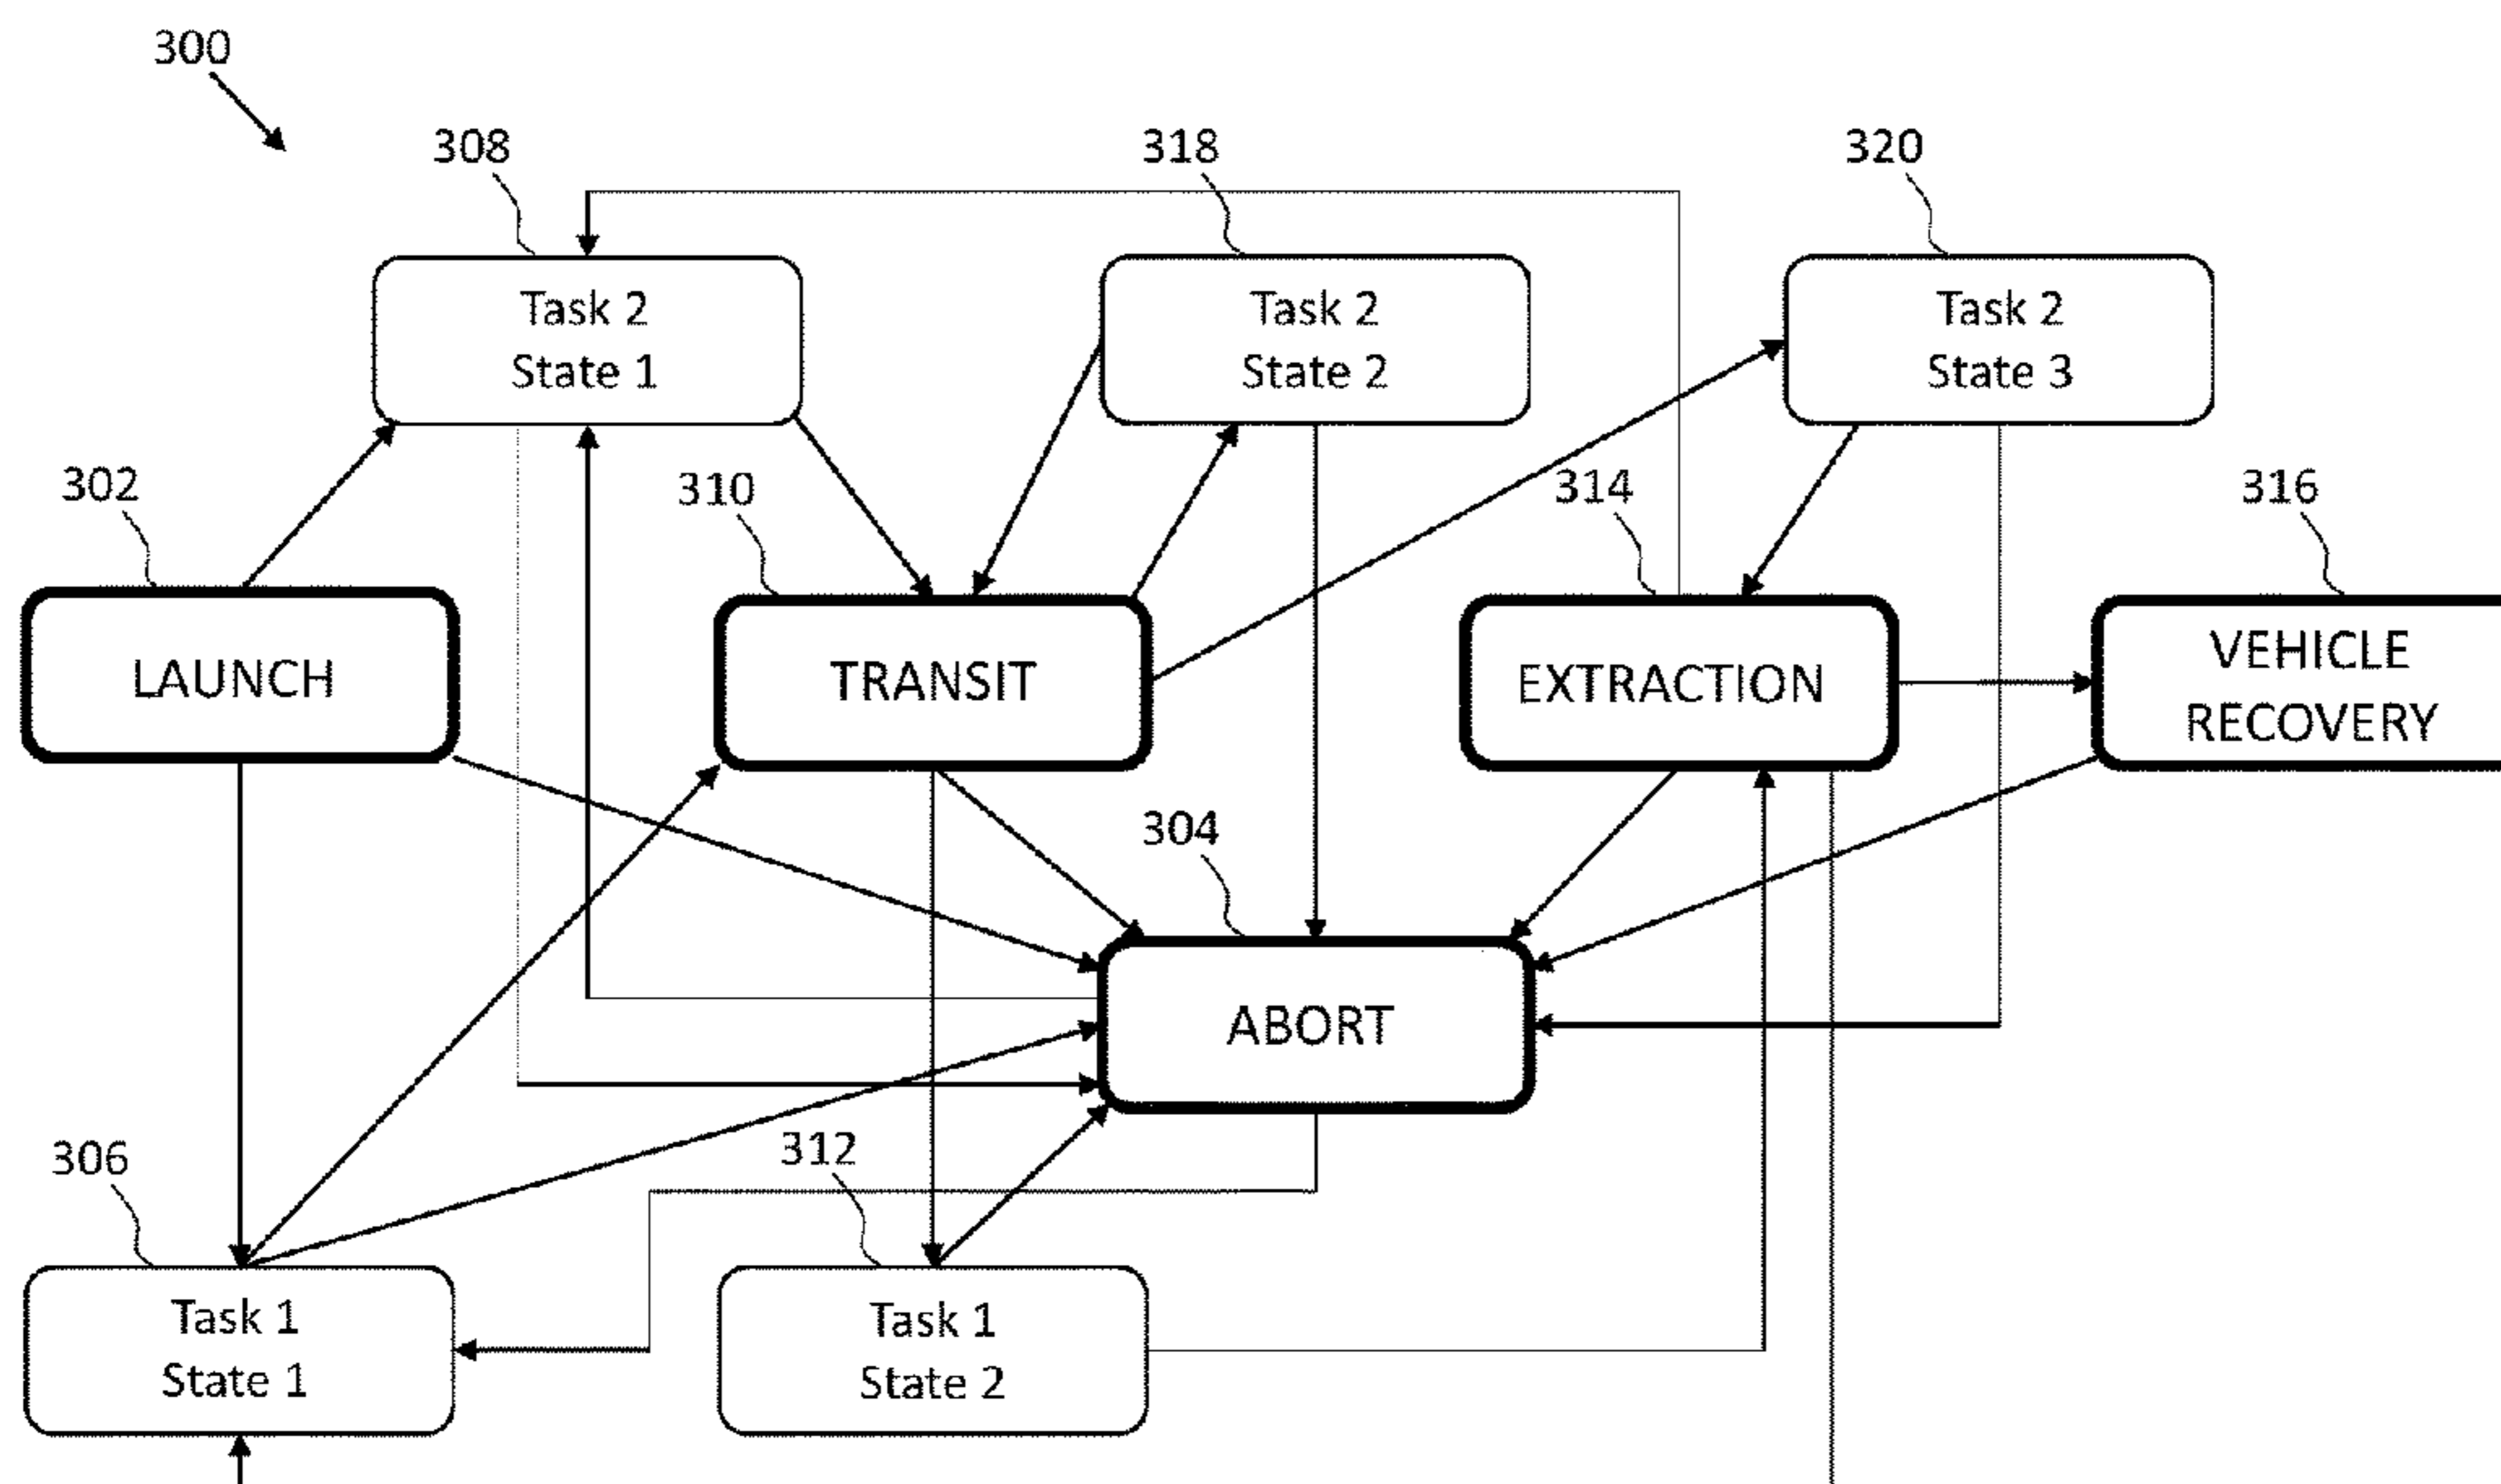 300
308
318
320
Task 2
State 1
Task 2
State 2
Task 2
State 3
302
310
314
316
LAUNCH
TRANSIT
EXTRACTION
VEHICLE
RECOVERY
304
ABORT
306
312
Task 1
State 1
Task 1
State 2